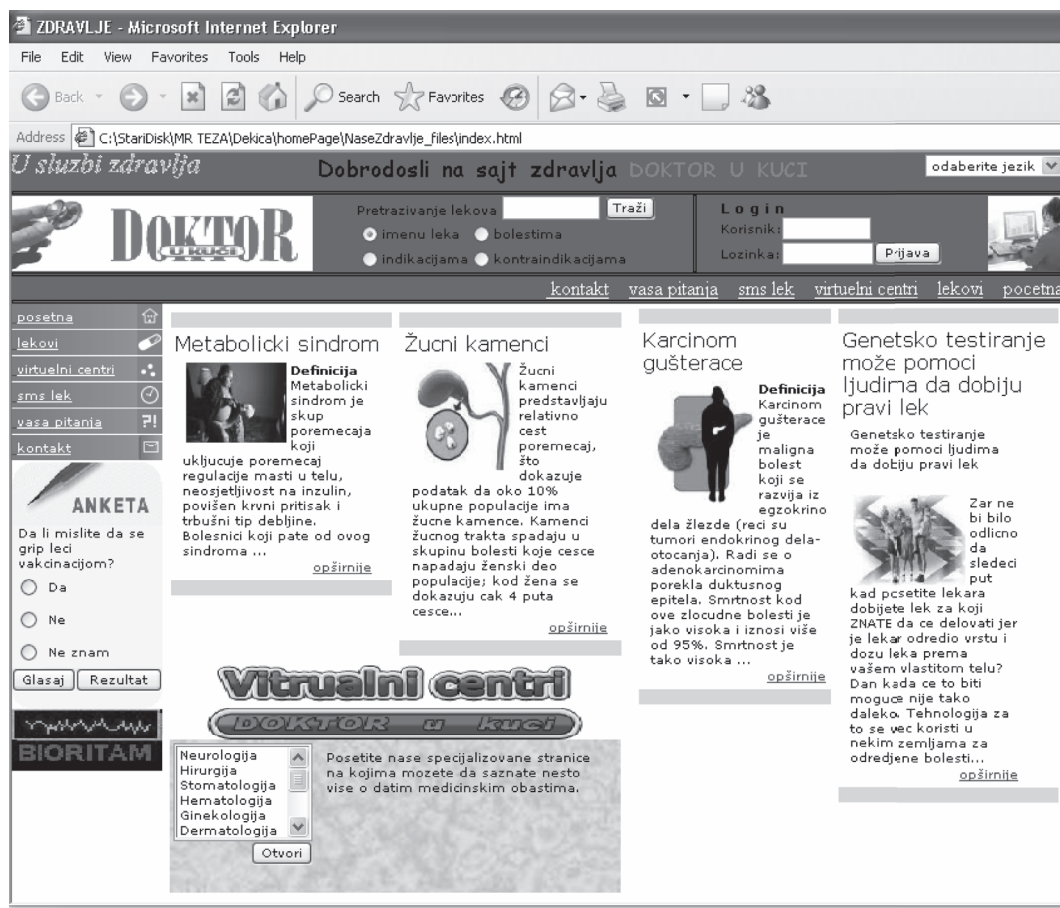 ZDRAVLJE - Microsoft Internet Explorer
File Edit View Favorites Tools Help
Back Search Favorites
Address C:\StariDisk\MR TEZA\Dekica\homePage\NaseZdravlje_files\index.html
U sluzbi zdravlja
Dobrodosli na sajt zdravlja DOKTOR U KUCI
odaberite jezik
DOKTOR
U KUCI
Pretrazivanje lekova Traži
imenu leka bolestima
indikacijama kontraindikacijama
Login
Korisnik:
Lozinka: Prijava
kontakt vasa pitanja sms lek virtuelni centri lekovi pocetna
posetna
lekovi
virtuelni centri
sms lek
vasa pitanja ?!
kontakt
ANKETA
Da li mislite da se
grip leci
vakcinacijom?
Da
Ne
Ne znam
Glasaj Rezultat
BIORITAM
Metabolicki sindrom
Definicija
Metabolicki
sindrom je
skup
poremecaja
koji
ukljucuje poremecaj
regulacije masti u telu,
neosjetljivost na inzulin,
povišen krvni pritisak i
trbušni tip debljine.
Bolesnici koji pate od ovog
sindroma ...
opširnije
Žucni kamenci
Žucni
kamenci
predstavljaju
relativno
cest
poremecaj,
što
dokazuje
podatak da oko 10%
ukupne populacije ima
žucne kamence. Kamenci
žucnog trakta spadaju u
skupinu bolesti koje cesce
napadaju ženski deo
populacije; kod žena se
dokazuju cak 4 puta
cesce...
opširnije
Karcinom
gušterace
Definicija
Karcinom
gušterace
je
maligna
bolest
koji se
razvija iz
egzokrino
dela žlezde (reci su
tumori endokrinog dela-
otocanja). Radi se o
adenokarcinomima
porekla duktusnog
epitela. Smrtnost kod
ove zlocudne bolesti je
jako visoka i iznosi više
od 95%. Smrtnost je
tako visoka ...
opširnije
Genetsko testiranje
može pomoci
ljudima da dobiju
pravi lek
Genetsko testiranje
može pomoci ljudima
da dobiju pravi lek
Zar ne
bi bilo
odlicno
da
sledeci
put
kad posetite lekara
dobijete lek za koji
ZNATE da ce delovati jer
je lekar odredio vrstu i
dozu leka prema
vašem vlastitom telu?
Dan kada ce to biti
moguce nije tako
daleko. Tehnologija za
to se vec koristi u
nekim zemljama za
odredjene bolesti...
opširnije
Vitrualni centri
DOKTOR u kuci
Neurologija
Hirurgija
Stomatologija
Hematologija
Ginekologija
Dermatologija
Otvori
Posetite nase specijalizovane stranice
na kojima mozete da saznate nesto
vise o datim medicinskim obastima.